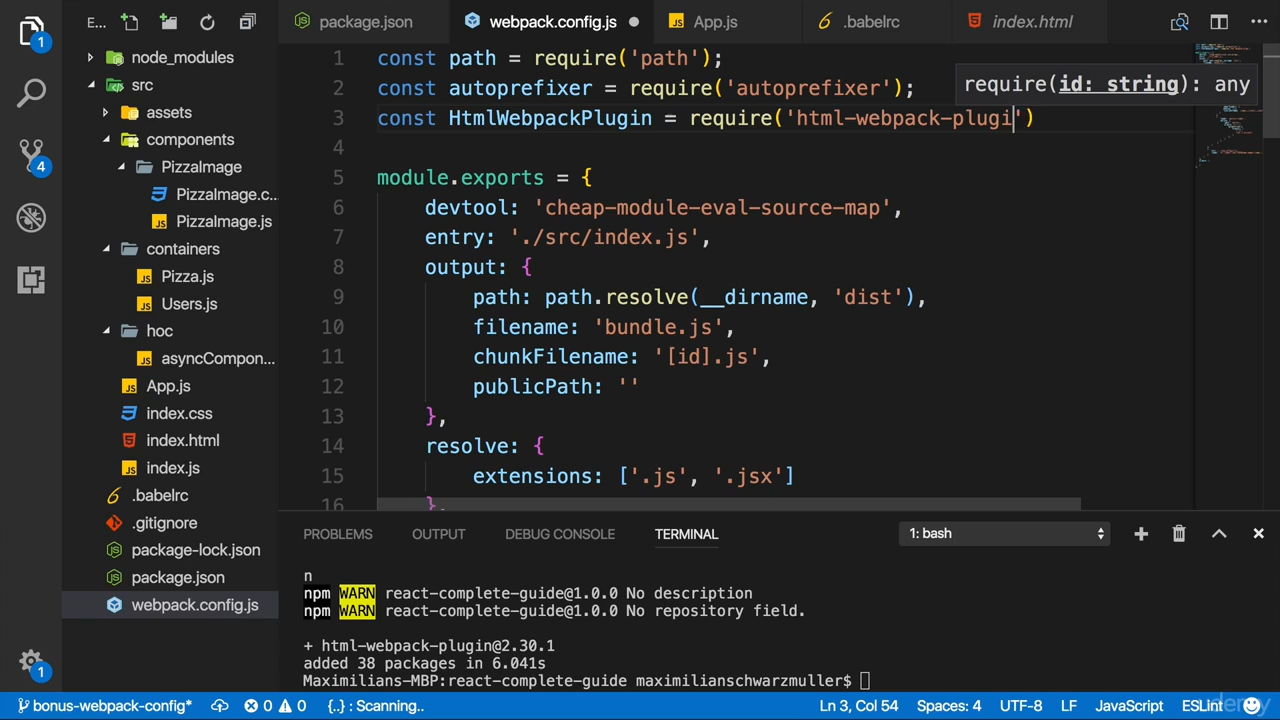 E...
package.json
webpack.config.js
App.js
.babelrc
index.html
node_modules
src
assets
components
PizzaImage
PizzaImage.c...
PizzaImage.js
containers
Pizza.js
Users.js
hoc
asyncCompon...
App.js
index.css
index.html
index.js
.babelrc
.gitignore
package-lock.json
package.json
webpack.config.js
1
4
1
1 const path = require('path');
2 const autoprefixer = require('autoprefixer');
require(id: string): any
3 const HtmlWebpackPlugin = require('html-webpack-plugi')
4
5 module.exports = {
6 devtool: 'cheap-module-eval-source-map',
7 entry: './src/index.js',
8 output: {
9 path: path.resolve(__dirname, 'dist'),
10 filename: 'bundle.js',
11 chunkFilename: '[id].js',
12 publicPath: ''
13 },
14 resolve: {
15 extensions: ['.js', '.jsx']
16 },
PROBLEMS OUTPUT DEBUG CONSOLE TERMINAL 1: bash
n
npm WARN react-complete-guide@1.0.0 No description
npm WARN react-complete-guide@1.0.0 No repository field.
+ html-webpack-plugin@2.30.1
added 38 packages in 6.041s
Maximilians-MBP:react-complete-guide maximilianschwarzmuller$
bonus-webpack-config* 0 0 {..} : Scanning.. Ln 3, Col 54 Spaces: 4 UTF-8 LF JavaScript ESLint
udemy